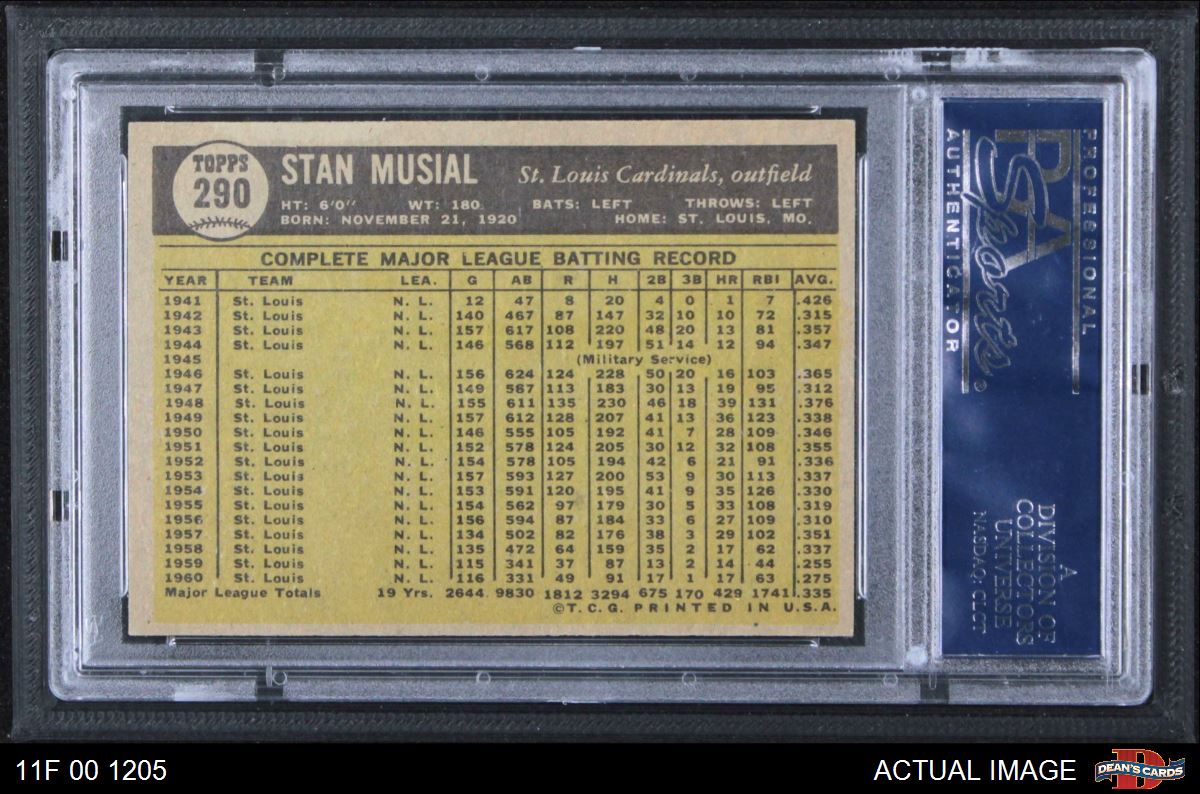 TOPPS
290
STAN MUSIAL
St. Louis Cardinals, outfield
HT: 6'0" WT: 180 BATS: LEFT THROWS: LEFT
BORN: NOVEMBER 21, 1920 HOME: ST. LOUIS, MO.
COMPLETE MAJOR LEAGUE BATTING RECORD
YEAR TEAM LEA. G AB R H 2B 3B HR RBI AVG.
1941 St. Louis N. L. 12 47 8 20 4 0 1 7 .426
1942 St. Louis N. L. 140 467 87 147 32 10 10 72 .315
1943 St. Louis N. L. 157 617 108 220 48 20 13 81 .357
1944 St. Louis N. L. 146 568 112 197 51 14 12 94 .347
1945 (Military Service)
1946 St. Louis N. L. 156 624 124 228 50 20 16 103 .365
1947 St. Louis N. L. 149 567 113 183 30 13 19 95 .312
1948 St. Louis N. L. 155 611 135 230 46 18 39 131 .376
1949 St. Louis N. L. 157 612 128 207 41 13 36 123 .338
1950 St. Louis N. L. 146 555 105 192 41 7 28 109 .346
1951 St. Louis N. L. 152 578 124 205 30 12 32 108 .355
1952 St. Louis N. L. 154 578 105 194 42 6 21 91 .336
1953 St. Louis N. L. 157 593 127 200 53 9 30 113 .337
1954 St. Louis N. L. 153 591 120 195 41 9 35 126 .330
1955 St. Louis N. L. 154 562 97 179 30 5 33 108 .319
1956 St. Louis N. L. 156 594 87 184 33 6 27 109 .310
1957 St. Louis N. L. 134 502 82 176 38 3 29 102 .351
1958 St. Louis N. L. 135 472 64 159 35 2 17 62 .337
1959 St. Louis N. L. 115 341 37 87 13 2 14 44 .255
1960 St. Louis N. L. 116 331 49 91 17 1 17 63 .275
Major League Totals 19 Yrs. 2644 9830 1812 3294 675 170 429 1741 .335
©T.C.G. PRINTED IN U.S.A.
PROFESSIONAL
PSA
Sports
AUTHENTICATOR
A
DIVISION OF
COLLECTORS
UNIVERSE
NASDAQ: CLCT
11F 00 1205
ACTUAL IMAGE
D
DEAN'S CARDS